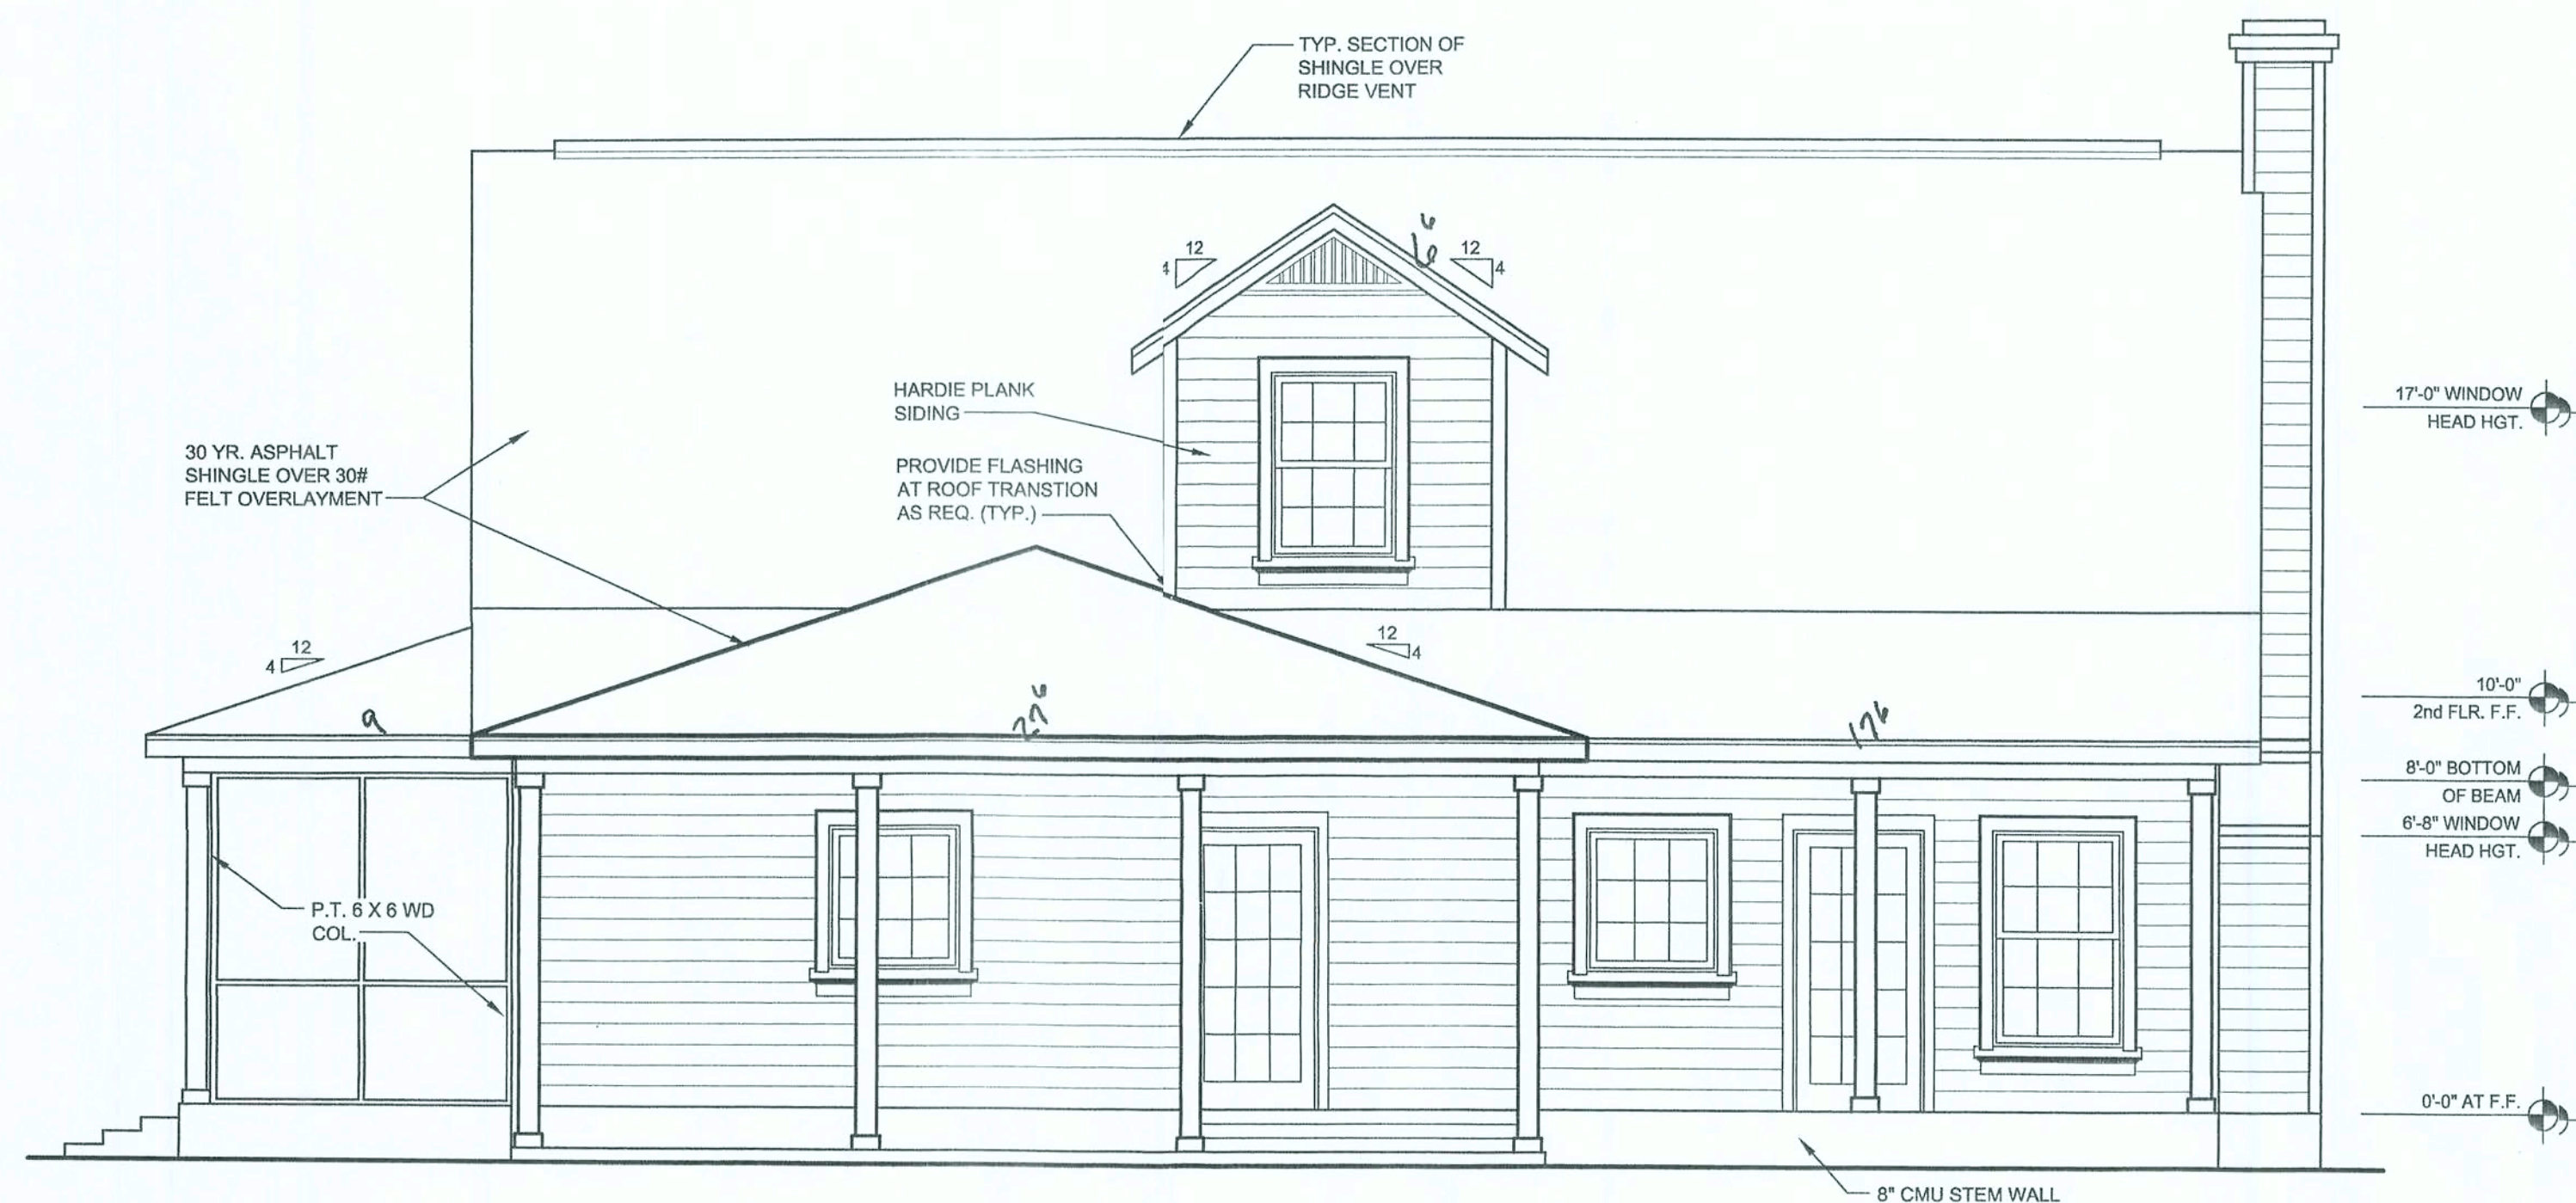 TYP. SECTION OF
SHINGLE OVER
RIDGE VENT
12
4
6⁶
12
4
HARDIE PLANK
SIDING
17'-0" WINDOW
HEAD HGT.
30 YR. ASPHALT
SHINGLE OVER 30#
FELT OVERLAYMENT
PROVIDE FLASHING
AT ROOF TRANSTION
AS REQ. (TYP.)
12
4
12
4
9
27⁶
17⁶
10'-0"
2nd FLR. F.F.
8'-0" BOTTOM
OF BEAM
6'-8" WINDOW
HEAD HGT.
P.T. 6 X 6 WD
COL.
0'-0" AT F.F.
8" CMU STEM WALL